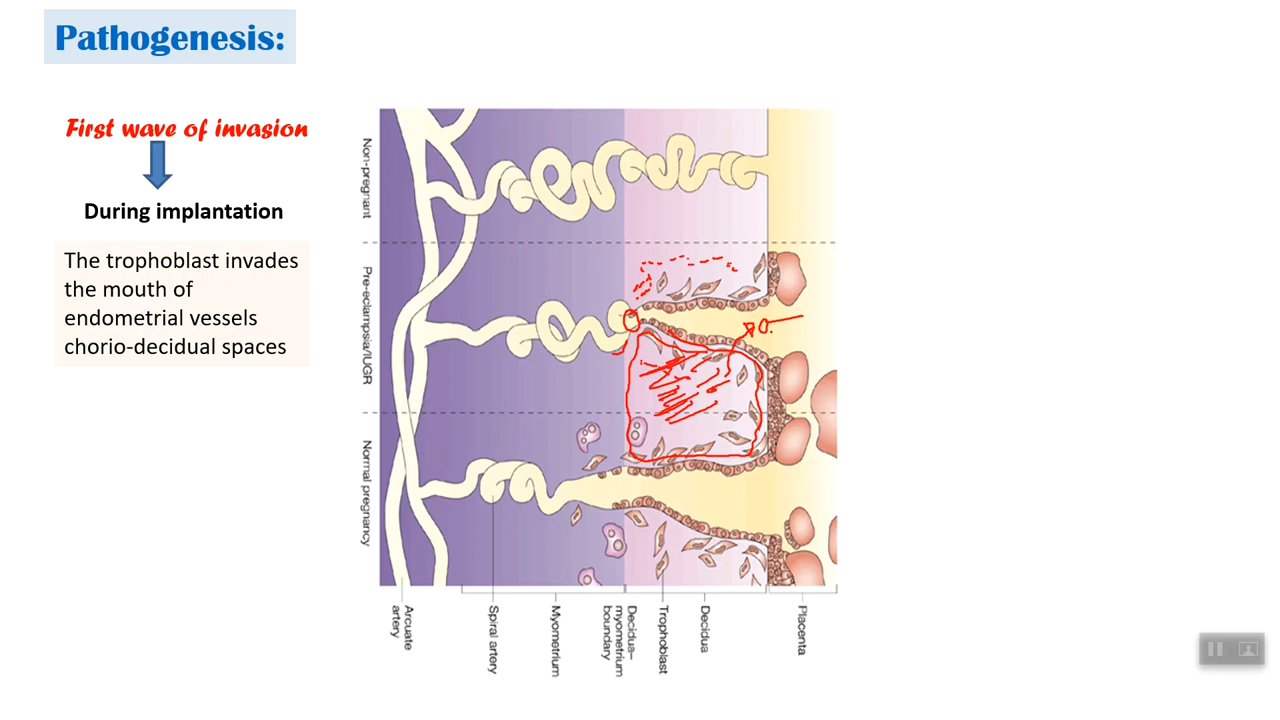 Pathogenesis:
First wave of invasion
During implantation
The trophoblast invades
the mouth of
endometrial vessels
chorio-decidual spaces
Non-pregnant
Pre-eclampsia/IUGR
Normal pregnancy
Arcuate
artery
Spiral artery
Myometrium
Decidua–
myometrium
boundary
Trophoblast
Decidua
Placenta